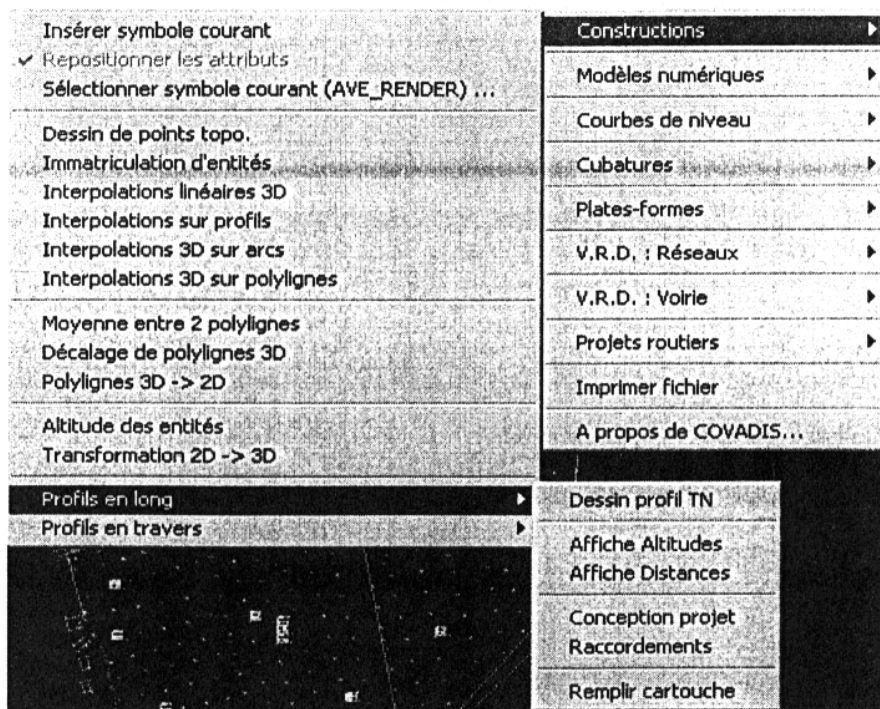 Insérer symbole courant
Repositionner les attributs
Sélectionner symbole courant (AVE_RENDER) ...
Dessin de points topo.
Immatriculation d'entités
Interpolations linéaires 3D
Interpolations sur profils
Interpolations 3D sur arcs
Interpolations 3D sur polylignes
Moyenne entre 2 polylignes
Décalage de polylignes 3D
Polylignes 3D -> 2D
Altitude des entités
Transformation 2D -> 3D
Profils en long
Profils en travers
Constructions
Modèles numériques
Courbes de niveau
Cubatures
Plates-formes
V.R.D. : Réseaux
V.R.D. : Voirie
Projets routiers
Imprimer fichier
A propos de COVADIS...
Dessin profil TN
Affiche Altitudes
Affiche Distances
Conception projet
Raccordements
Remplir cartouche